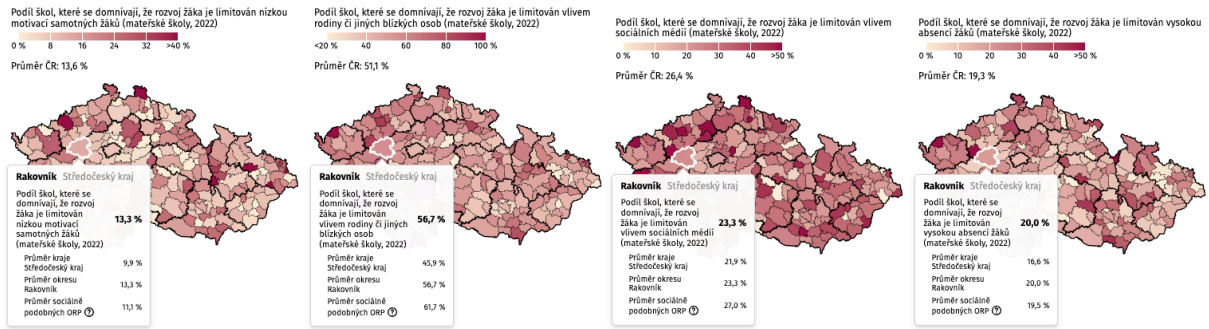 Podíl škol, které se domnívají, že rozvoj žáka je limitován nízkou
motivací samotných žáků (mateřské školy, 2022)
0 % 8 16 24 32 >40 %
Průměr ČR: 13,6 %
Rakovník Středočeský kraj
Podíl škol, které se
domnívají, že rozvoj
žáka je limitován
nízkou motivací
samotných žáků
(mateřské školy, 2022)
13,3 %
Průměr kraje
Středočeský kraj
9,9 %
Průměr okresu
Rakovník
13,3 %
Průměr sociálně
podobných ORP ?
11,1 %
Podíl škol, které se domnívají, že rozvoj žáka je limitován vlivem
rodiny či jiných blízkých osob (mateřské školy, 2022)
<20 % 40 60 80 100 %
Průměr ČR: 51,1 %
Rakovník Středočeský kraj
Podíl škol, které se
domnívají, že rozvoj
žáka je limitován
vlivem rodiny či jiných
blízkých osob
(mateřské školy, 2022)
56,7 %
Průměr kraje
Středočeský kraj
45,9 %
Průměr okresu
Rakovník
56,7 %
Průměr sociálně
podobných ORP ?
61,7 %
Podíl škol, které se domnívají, že rozvoj žáka je limitován vlivem
sociálních médií (mateřské školy, 2022)
0 % 10 20 30 40 >50 %
Průměr ČR: 26,4 %
Rakovník Středočeský kraj
Podíl škol, které se
domnívají, že rozvoj
žáka je limitován
vlivem sociálních médií
(mateřské školy, 2022)
23,3 %
Průměr kraje
Středočeský kraj
21,9 %
Průměr okresu
Rakovník
23,3 %
Průměr sociálně
podobných ORP ?
27,0 %
Podíl škol, které se domnívají, že rozvoj žáka je limitován vysokou
absencí žáků (mateřské školy, 2022)
0 % 10 20 30 40 >50 %
Průměr ČR: 19,3 %
Rakovník Středočeský kraj
Podíl škol, které se
domnívají, že rozvoj
žáka je limitován
vysokou absencí žáků
(mateřské školy, 2022)
20,0 %
Průměr kraje
Středočeský kraj
16,6 %
Průměr okresu
Rakovník
20,0 %
Průměr sociálně
podobných ORP ?
19,5 %